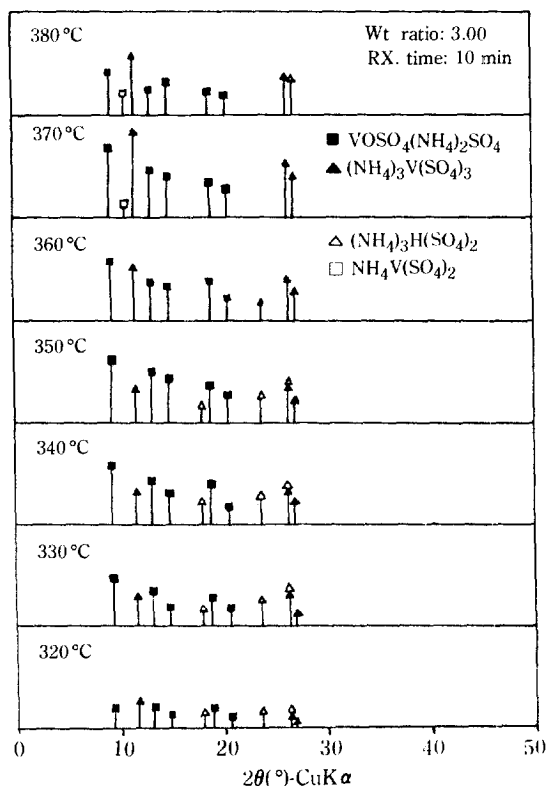 380°C
Wt ratio: 3.00
RX. time: 10 min
370°C
■ VOSO4(NH4)2SO4
▲ (NH4)3V(SO4)3
360°C
△ (NH4)3H(SO4)2
□ NH4V(SO4)2
350°C
340°C
330°C
320°C
0 10 20 30 40 50
2θ(°)-CuKα